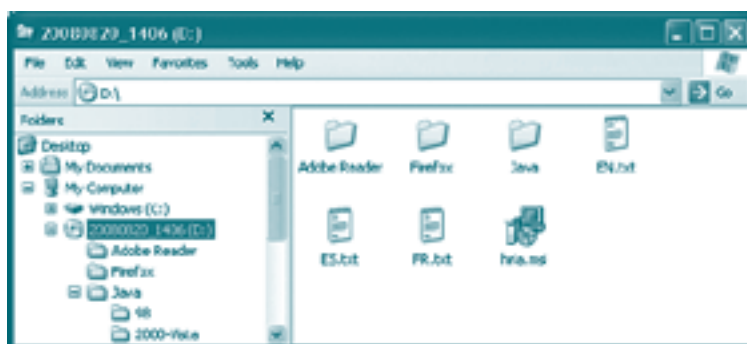 20080820_1406 (D:)
File Edit View Favorites Tools Help
Address D:\ Go
Folders
Desktop
My Documents
My Computer
Windows (C:)
20080820_1406 (D:)
Adobe Reader
Firefox
Java
98
2000-Vista
Adobe Reader Firefox Java EN.txt
ES.txt FR.txt hria.msi